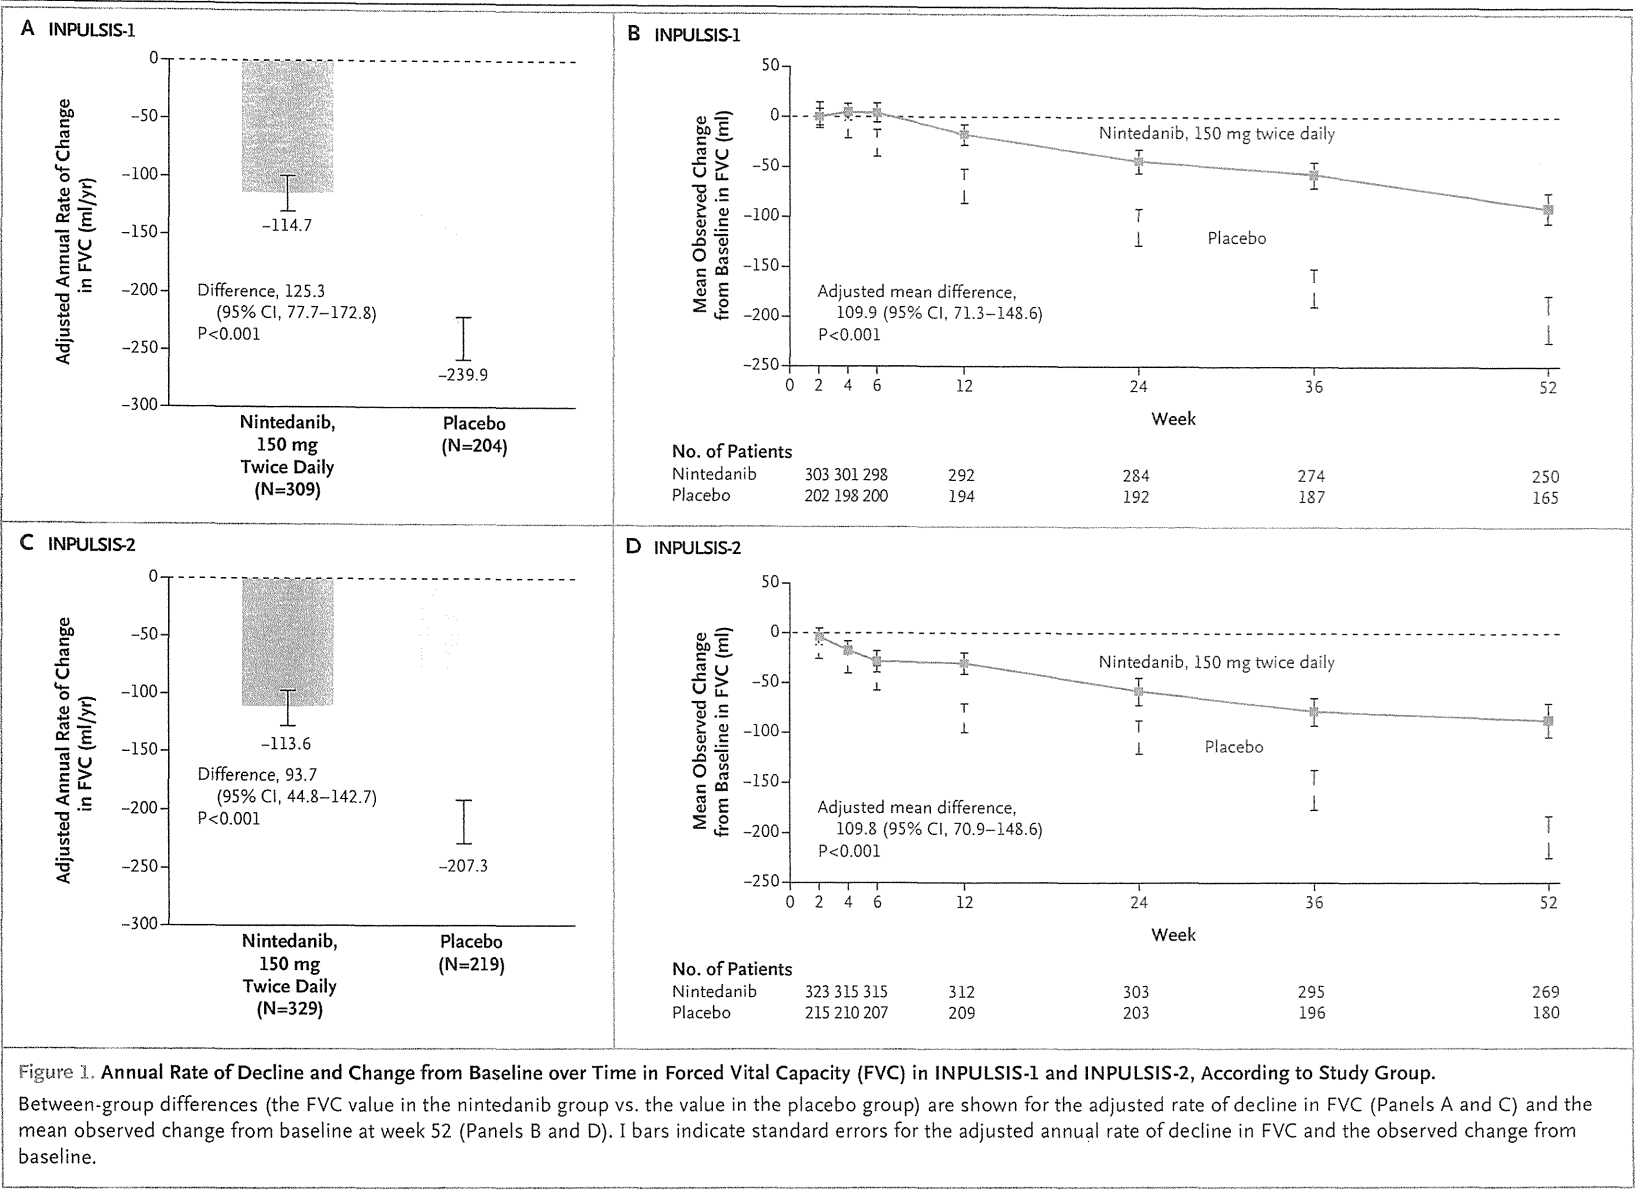 A INPULSIS-1
0
−50
−100
−150
−200
−250
−300
Adjusted Annual Rate of Change
in FVC (ml/yr)
−114.7
Difference, 125.3
(95% CI, 77.7–172.8)
P<0.001
−239.9
Nintedanib,
150 mg
Twice Daily
(N=309)
Placebo
(N=204)
B INPULSIS-1
50
0
−50
−100
−150
−200
−250
Mean Observed Change
from Baseline in FVC (ml)
Nintedanib, 150 mg twice daily
Placebo
Adjusted mean difference,
109.9 (95% CI, 71.3–148.6)
P<0.001
0 2 4 6 12 24 36 52
Week
No. of Patients
Nintedanib 303 301 298 292 284 274 250
Placebo 202 198 200 194 192 187 165
C INPULSIS-2
0
−50
−100
−150
−200
−250
−300
Adjusted Annual Rate of Change
in FVC (ml/yr)
−113.6
Difference, 93.7
(95% CI, 44.8–142.7)
P<0.001
−207.3
Nintedanib,
150 mg
Twice Daily
(N=329)
Placebo
(N=219)
D INPULSIS-2
50
0
−50
−100
−150
−200
−250
Mean Observed Change
from Baseline in FVC (ml)
Nintedanib, 150 mg twice daily
Placebo
Adjusted mean difference,
109.8 (95% CI, 70.9–148.6)
P<0.001
0 2 4 6 12 24 36 52
Week
No. of Patients
Nintedanib 323 315 315 312 303 295 269
Placebo 215 210 207 209 203 196 180
Figure 1. Annual Rate of Decline and Change from Baseline over Time in Forced Vital Capacity (FVC) in INPULSIS-1 and INPULSIS-2, According to Study Group.
Between-group differences (the FVC value in the nintedanib group vs. the value in the placebo group) are shown for the adjusted rate of decline in FVC (Panels A and C) and the
mean observed change from baseline at week 52 (Panels B and D). I bars indicate standard errors for the adjusted annual rate of decline in FVC and the observed change from
baseline.